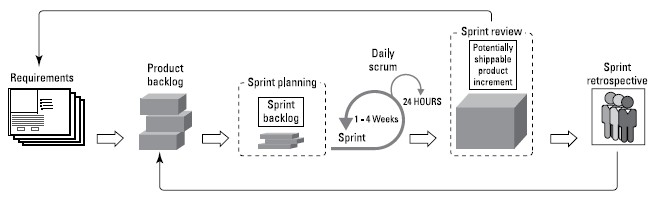 Requirements
Product
backlog
Sprint planning
Sprint
backlog
Daily
scrum
24 HOURS
1 - 4 Weeks
Sprint
Sprint review
Potentially
shippable
product
increment
Sprint
retrospective